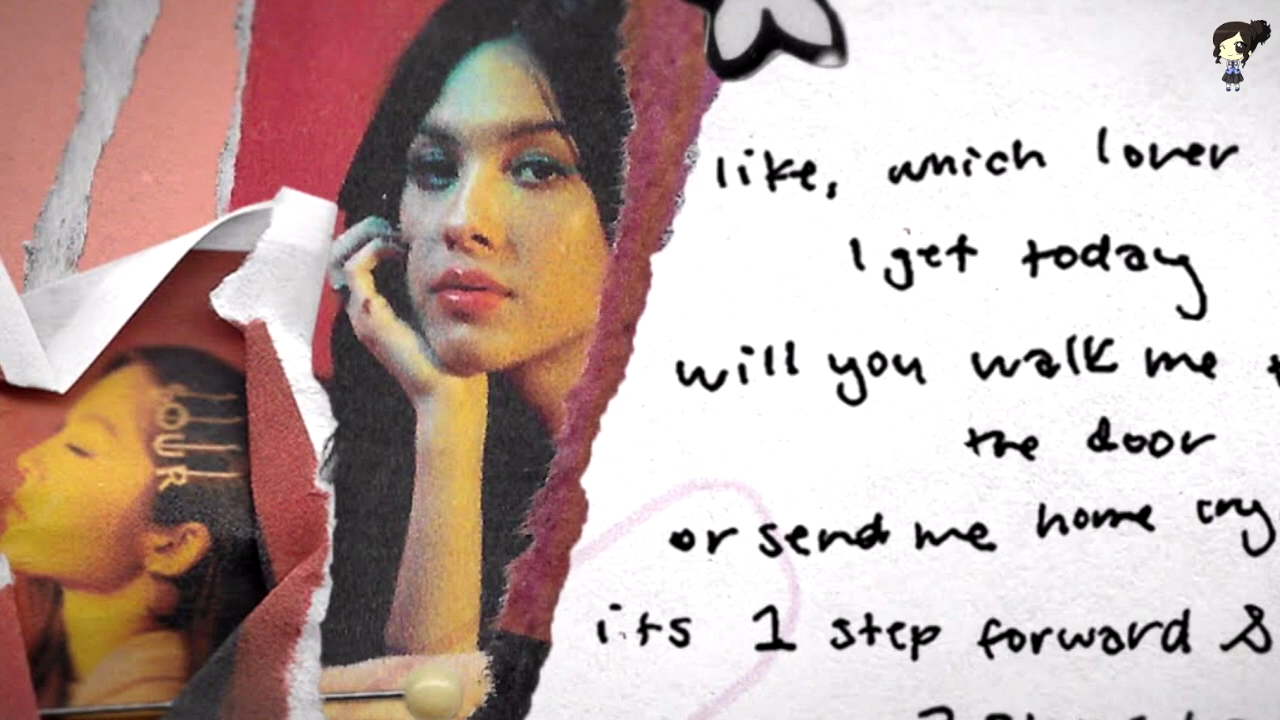 SOUR
like, which lover
I get today
will you walk me
the door
or send me home cry
its 1 step forward &